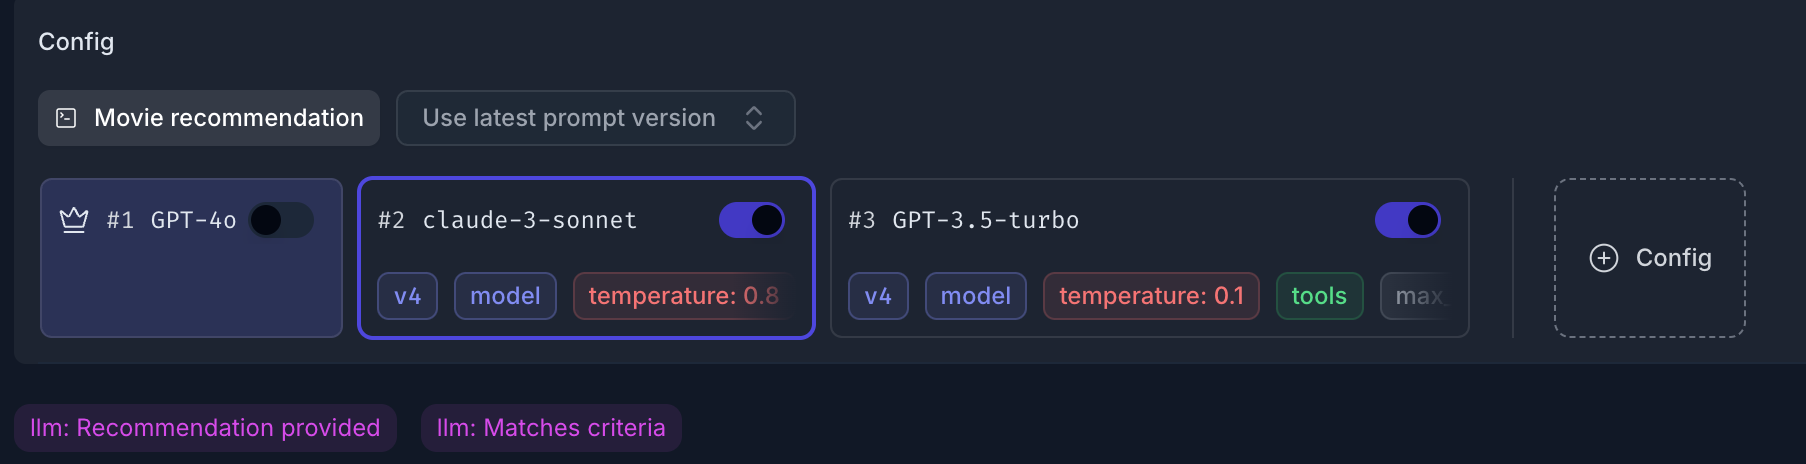 Config
Movie recommendation
Use latest prompt version
#1 GPT-4o
#2 claude-3-sonnet
v4 model temperature: 0.8
#3 GPT-3.5-turbo
v4 model temperature: 0.1 tools max_
Config
llm: Recommendation provided
llm: Matches criteria